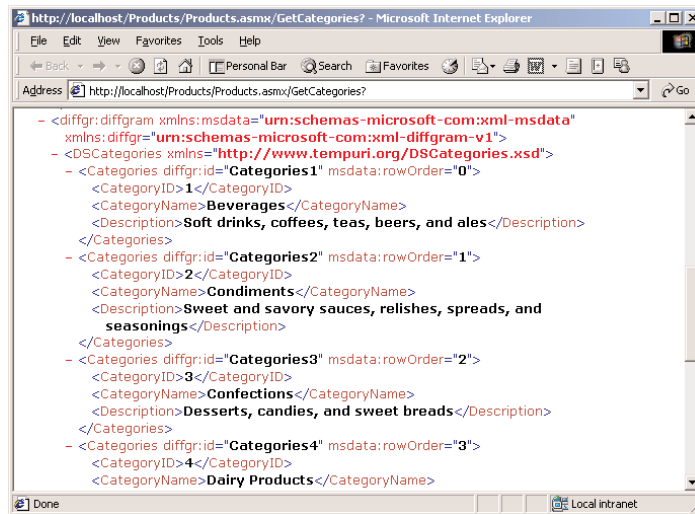 http://localhost/Products/Products.asmx/GetCategories? - Microsoft Internet Explorer
File Edit View Favorites Tools Help
Back Personal Bar Search Favorites
Address http://localhost/Products/Products.asmx/GetCategories? Go
- <diffgr:diffgram xmlns:msdata="urn:schemas-microsoft-com:xml-msdata"
xmlns:diffgr="urn:schemas-microsoft-com:xml-diffgram-v1">
- <DSCategories xmlns="http://www.tempuri.org/DSCategories.xsd">
- <Categories diffgr:id="Categories1" msdata:rowOrder="0">
<CategoryID>1</CategoryID>
<CategoryName>Beverages</CategoryName>
<Description>Soft drinks, coffees, teas, beers, and ales</Description>
</Categories>
- <Categories diffgr:id="Categories2" msdata:rowOrder="1">
<CategoryID>2</CategoryID>
<CategoryName>Condiments</CategoryName>
<Description>Sweet and savory sauces, relishes, spreads, and
seasonings</Description>
</Categories>
- <Categories diffgr:id="Categories3" msdata:rowOrder="2">
<CategoryID>3</CategoryID>
<CategoryName>Confections</CategoryName>
<Description>Desserts, candies, and sweet breads</Description>
</Categories>
- <Categories diffgr:id="Categories4" msdata:rowOrder="3">
<CategoryID>4</CategoryID>
<CategoryName>Dairy Products</CategoryName>
Done Local intranet